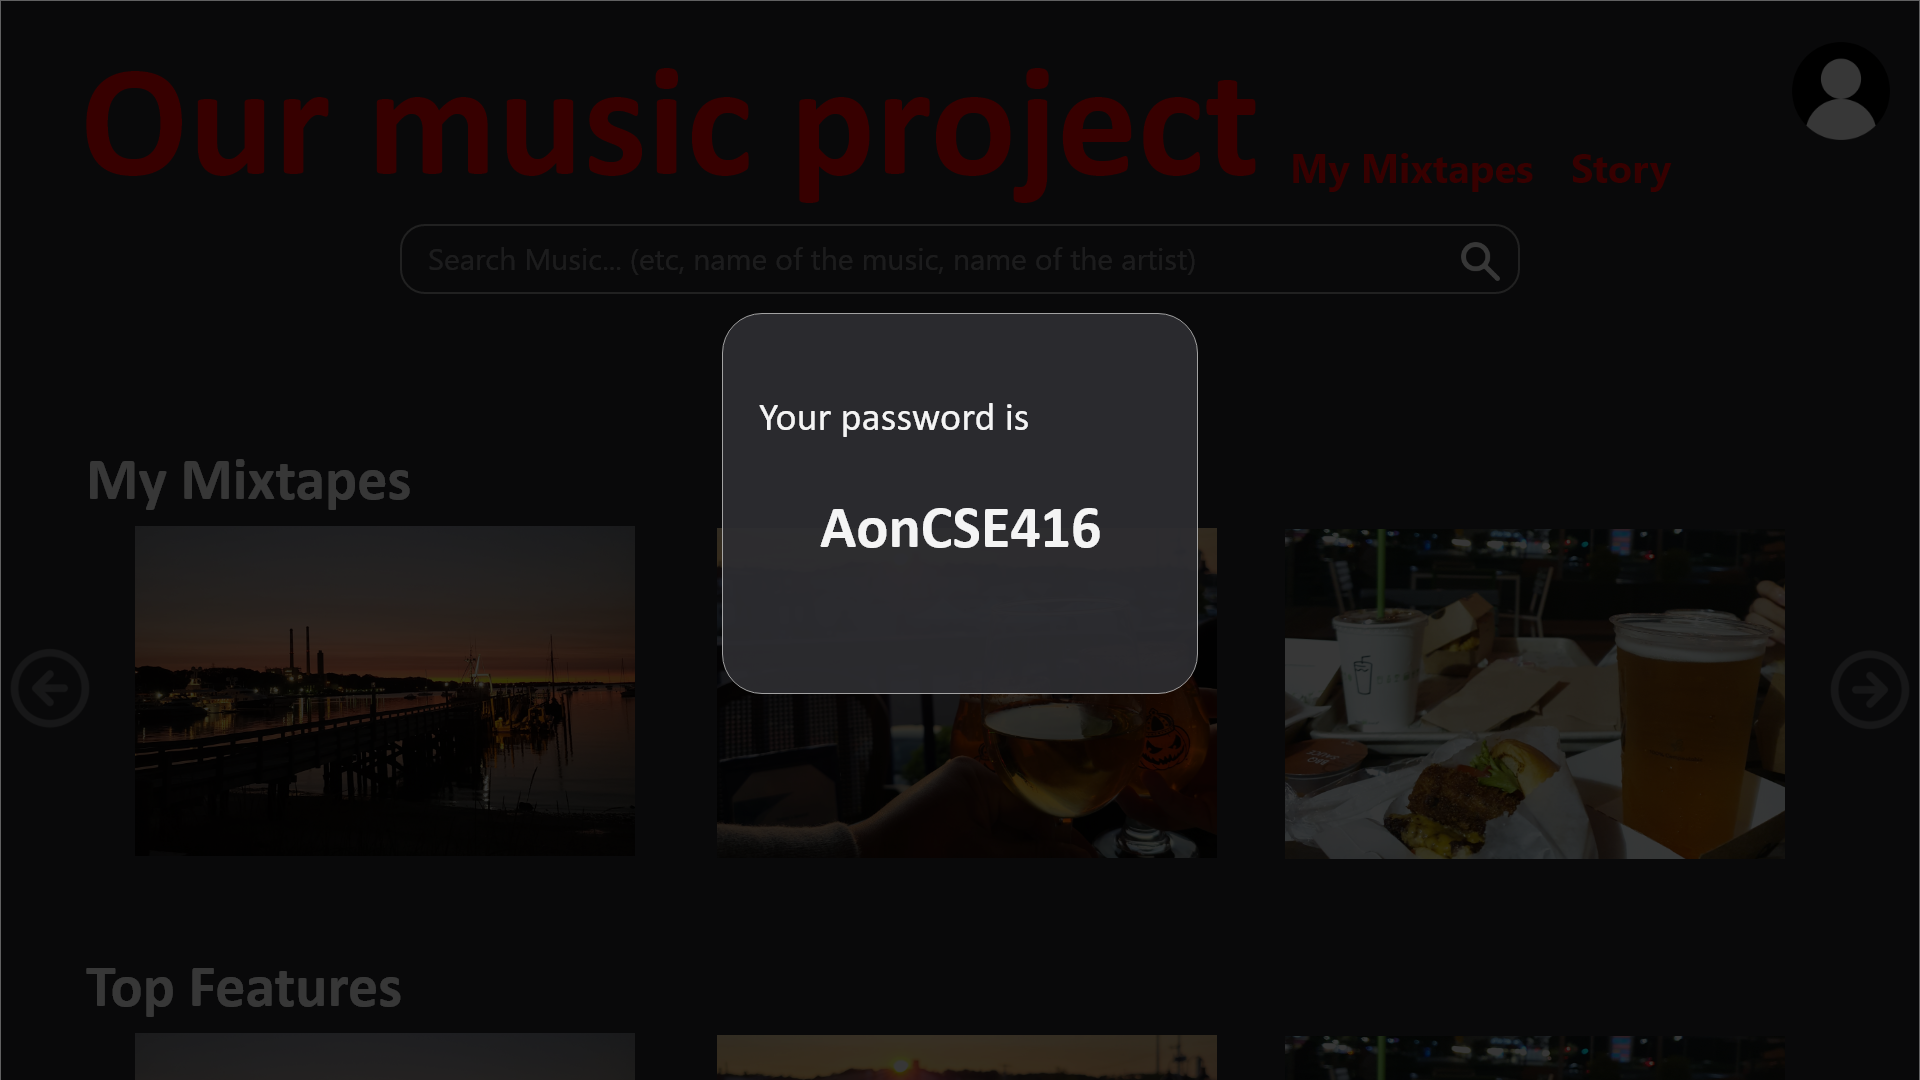 Our music project
My Mixtapes Story
Search Music... (etc, name of the music, name of the artist)
Your password is
AonCSE416
My Mixtapes
Top Features